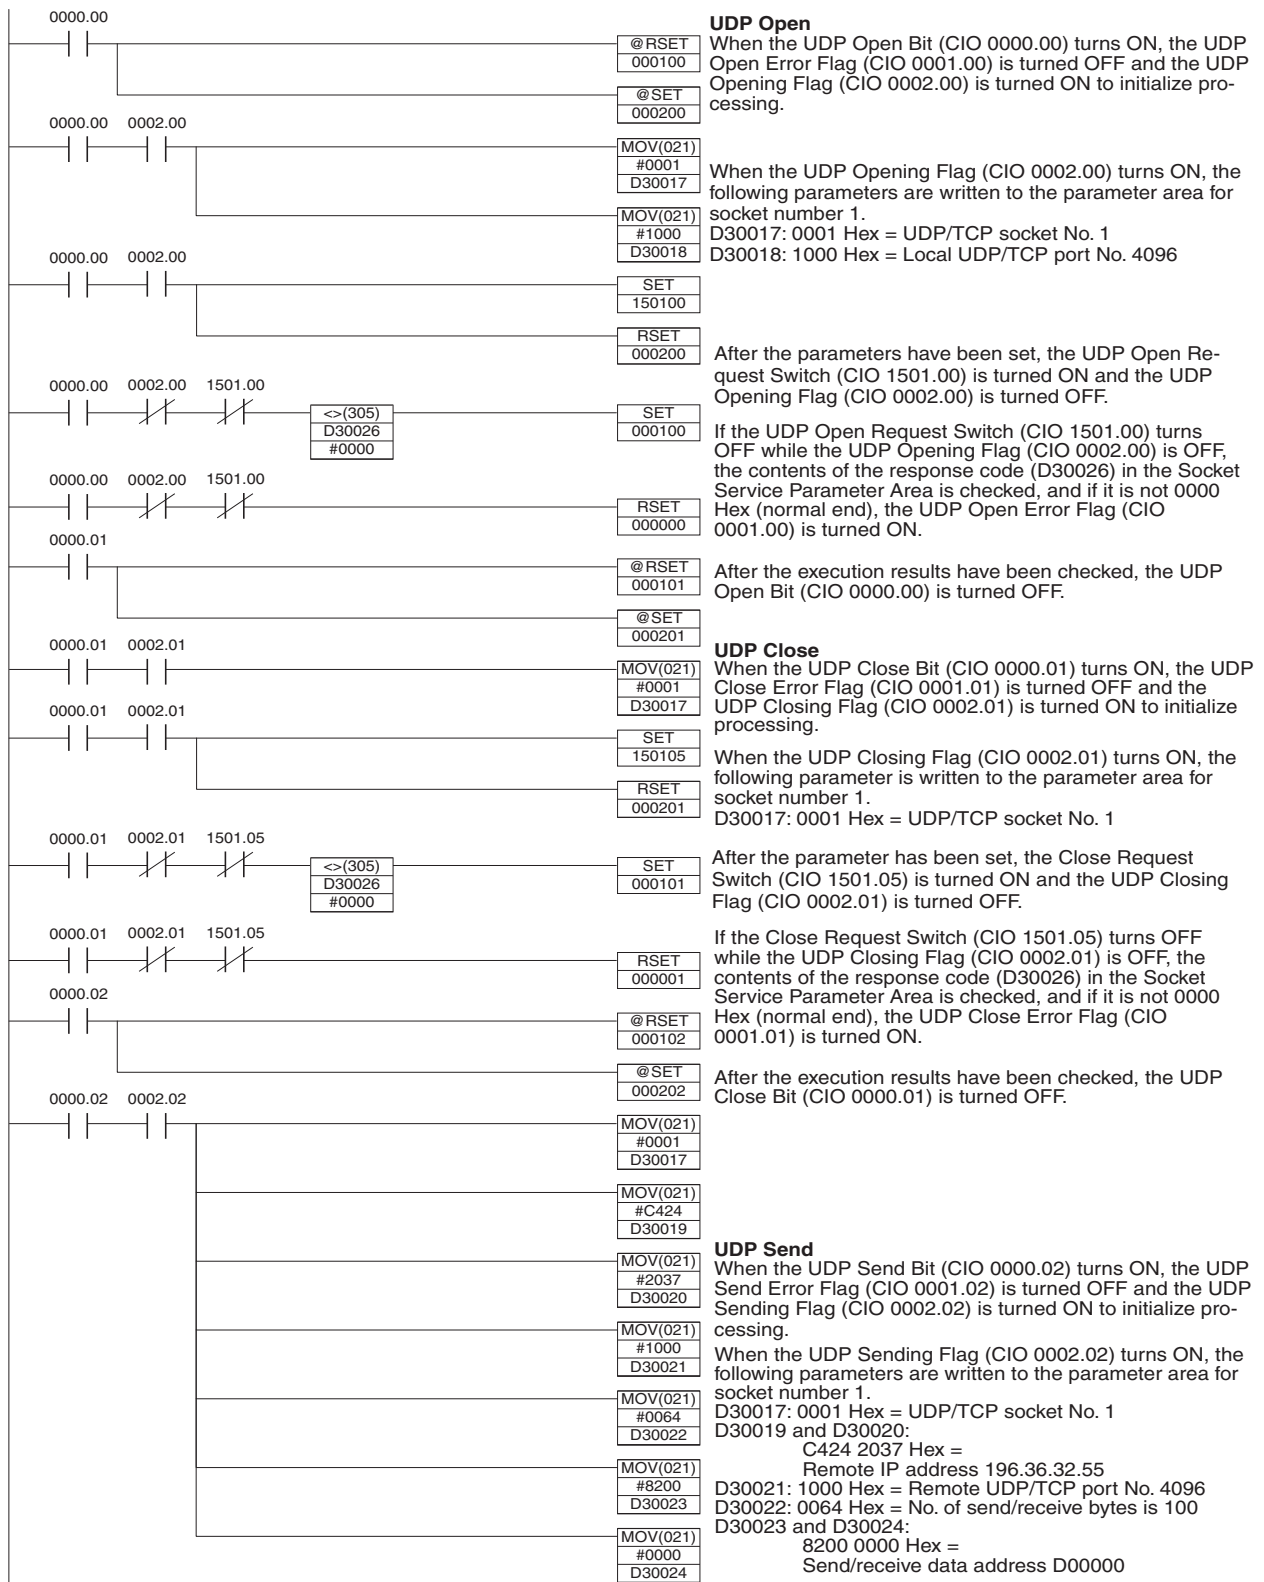 0000.00
@RSET
000100
@SET
000200
UDP Open
When the UDP Open Bit (CIO 0000.00) turns ON, the UDP
Open Error Flag (CIO 0001.00) is turned OFF and the UDP
Opening Flag (CIO 0002.00) is turned ON to initialize pro-
cessing.
0000.00 0002.00
MOV(021)
#0001
D30017
MOV(021)
#1000
D30018
When the UDP Opening Flag (CIO 0002.00) turns ON, the
following parameters are written to the parameter area for
socket number 1.
D30017: 0001 Hex = UDP/TCP socket No. 1
D30018: 1000 Hex = Local UDP/TCP port No. 4096
0000.00 0002.00
SET
150100
RSET
000200
After the parameters have been set, the UDP Open Re-
quest Switch (CIO 1501.00) is turned ON and the UDP
Opening Flag (CIO 0002.00) is turned OFF.
0000.00 0002.00 1501.00
<>(305)
D30026
#0000
SET
000100
If the UDP Open Request Switch (CIO 1501.00) turns
OFF while the UDP Opening Flag (CIO 0002.00) is OFF,
the contents of the response code (D30026) in the Socket
Service Parameter Area is checked, and if it is not 0000
Hex (normal end), the UDP Open Error Flag (CIO
0001.00) is turned ON.
0000.00 0002.00 1501.00
RSET
000000
0000.01
@RSET
000101
@SET
000201
After the execution results have been checked, the UDP
Open Bit (CIO 0000.00) is turned OFF.
0000.01 0002.01
MOV(021)
#0001
D30017
UDP Close
When the UDP Close Bit (CIO 0000.01) turns ON, the UDP
Close Error Flag (CIO 0001.01) is turned OFF and the
UDP Closing Flag (CIO 0002.01) is turned ON to initialize
processing.
0000.01 0002.01
SET
150105
RSET
000201
When the UDP Closing Flag (CIO 0002.01) turns ON, the
following parameter is written to the parameter area for
socket number 1.
D30017: 0001 Hex = UDP/TCP socket No. 1
0000.01 0002.01 1501.05
<>(305)
D30026
#0000
SET
000101
After the parameter has been set, the Close Request
Switch (CIO 1501.05) is turned ON and the UDP Closing
Flag (CIO 0002.01) is turned OFF.
0000.01 0002.01 1501.05
RSET
000001
If the Close Request Switch (CIO 1501.05) turns OFF
while the UDP Closing Flag (CIO 0002.01) is OFF, the
contents of the response code (D30026) in the Socket
Service Parameter Area is checked, and if it is not 0000
Hex (normal end), the UDP Close Error Flag (CIO
0001.01) is turned ON.
0000.02
@RSET
000102
@SET
000202
After the execution results have been checked, the UDP
Close Bit (CIO 0000.01) is turned OFF.
0000.02 0002.02
MOV(021)
#0001
D30017
MOV(021)
#C424
D30019
MOV(021)
#2037
D30020
MOV(021)
#1000
D30021
MOV(021)
#0064
D30022
MOV(021)
#8200
D30023
MOV(021)
#0000
D30024
UDP Send
When the UDP Send Bit (CIO 0000.02) turns ON, the UDP
Send Error Flag (CIO 0001.02) is turned OFF and the UDP
Sending Flag (CIO 0002.02) is turned ON to initialize pro-
cessing.
When the UDP Sending Flag (CIO 0002.02) turns ON, the
following parameters are written to the parameter area for
socket number 1.
D30017: 0001 Hex = UDP/TCP socket No. 1
D30019 and D30020:
C424 2037 Hex =
Remote IP address 196.36.32.55
D30021: 1000 Hex = Remote UDP/TCP port No. 4096
D30022: 0064 Hex = No. of send/receive bytes is 100
D30023 and D30024:
8200 0000 Hex =
Send/receive data address D00000